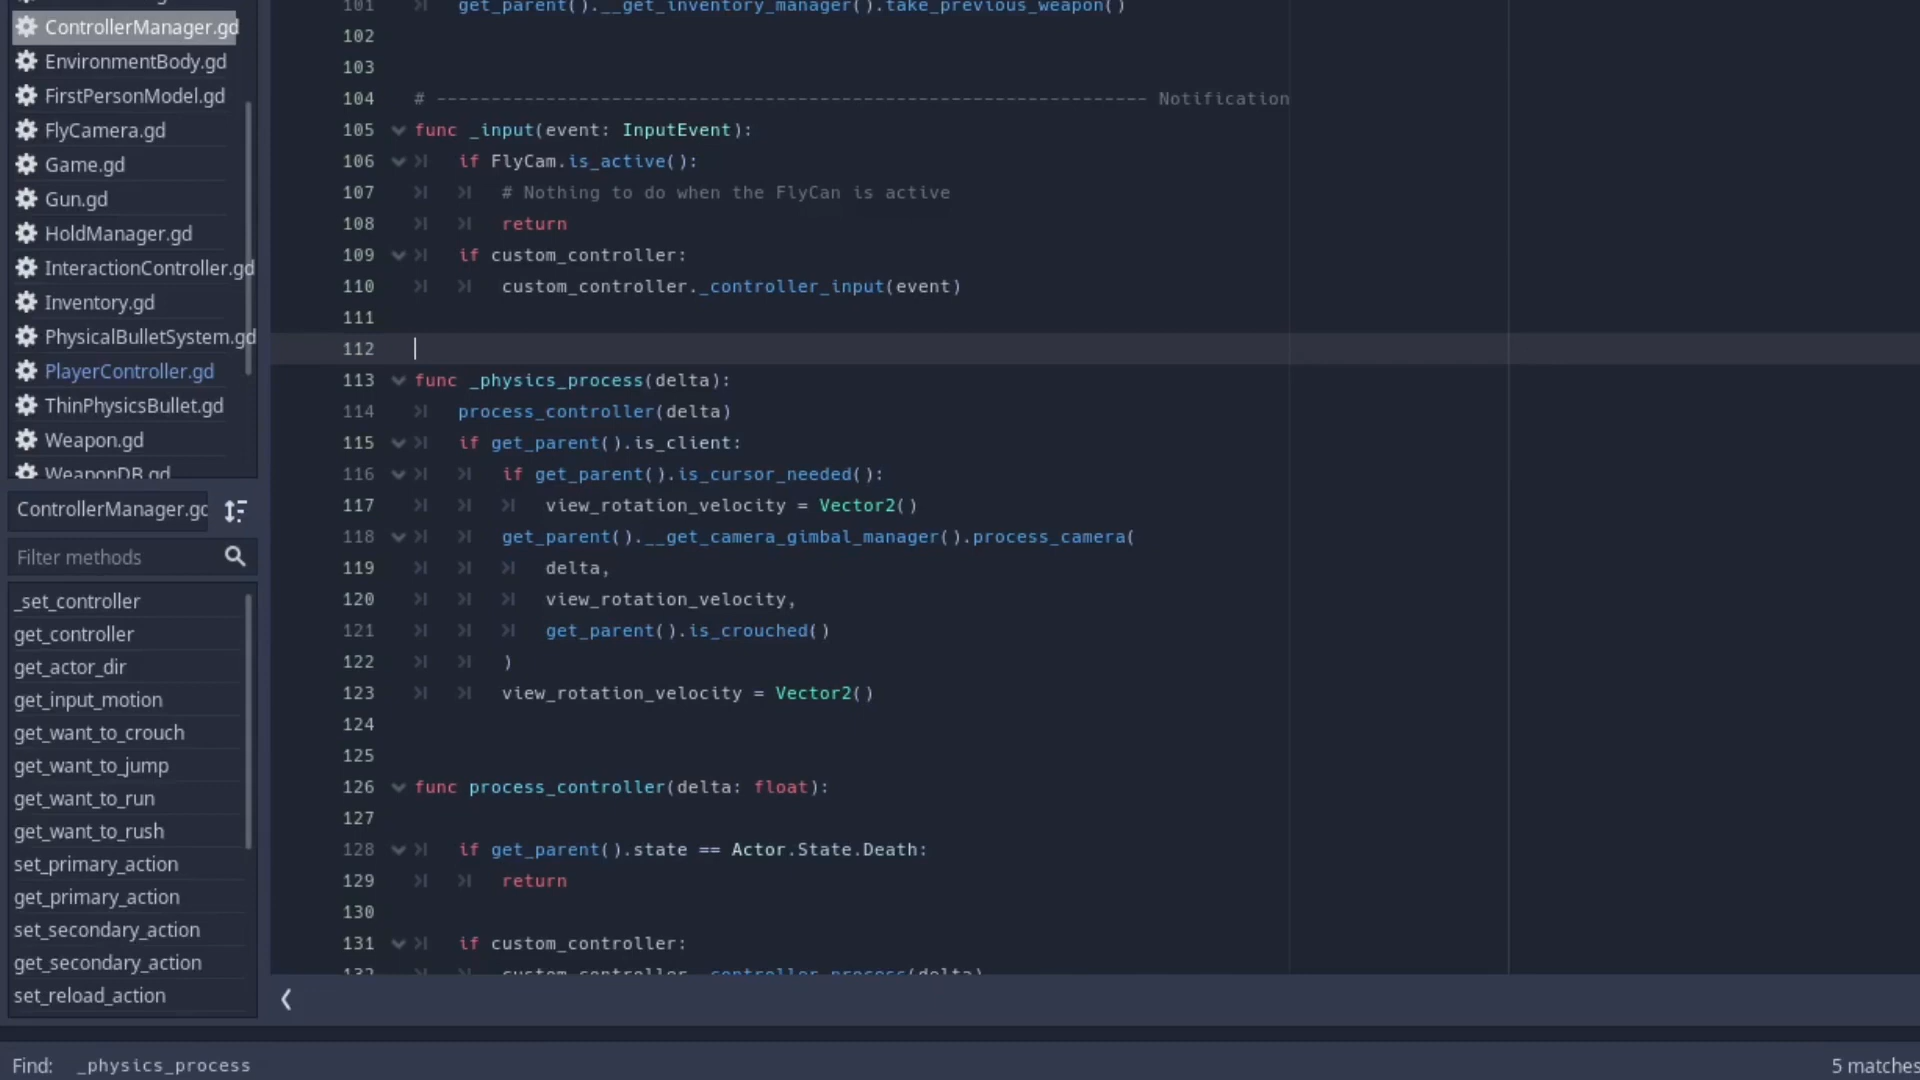 ControllerManager.gd
EnvironmentBody.gd
FirstPersonModel.gd
FlyCamera.gd
Game.gd
Gun.gd
HoldManager.gd
InteractionController.gd
Inventory.gd
PhysicalBulletSystem.gd
PlayerController.gd
ThinPhysicsBullet.gd
Weapon.gd
WeaponDB.gd
ControllerManager.gd
Filter methods
_set_controller
get_controller
get_actor_dir
get_input_motion
get_want_to_crouch
get_want_to_jump
get_want_to_run
get_want_to_rush
set_primary_action
get_primary_action
set_secondary_action
get_secondary_action
set_reload_action
101 get_parent().__get_inventory_manager().take_previous_weapon()
102
103
104 # ----------------------------------------------------------------- Notification
105 func _input(event: InputEvent):
106 if FlyCam.is_active():
107 # Nothing to do when the FlyCan is active
108 return
109 if custom_controller:
110 custom_controller._controller_input(event)
111
112
113 func _physics_process(delta):
114 process_controller(delta)
115 if get_parent().is_client:
116 if get_parent().is_cursor_needed():
117 view_rotation_velocity = Vector2()
118 get_parent().__get_camera_gimbal_manager().process_camera(
119 delta,
120 view_rotation_velocity,
121 get_parent().is_crouched()
122 )
123 view_rotation_velocity = Vector2()
124
125
126 func process_controller(delta: float):
127
128 if get_parent().state == Actor.State.Death:
129 return
130
131 if custom_controller:
132 custom_controller._controller_process(delta)
Find: _physics_process
5 matches